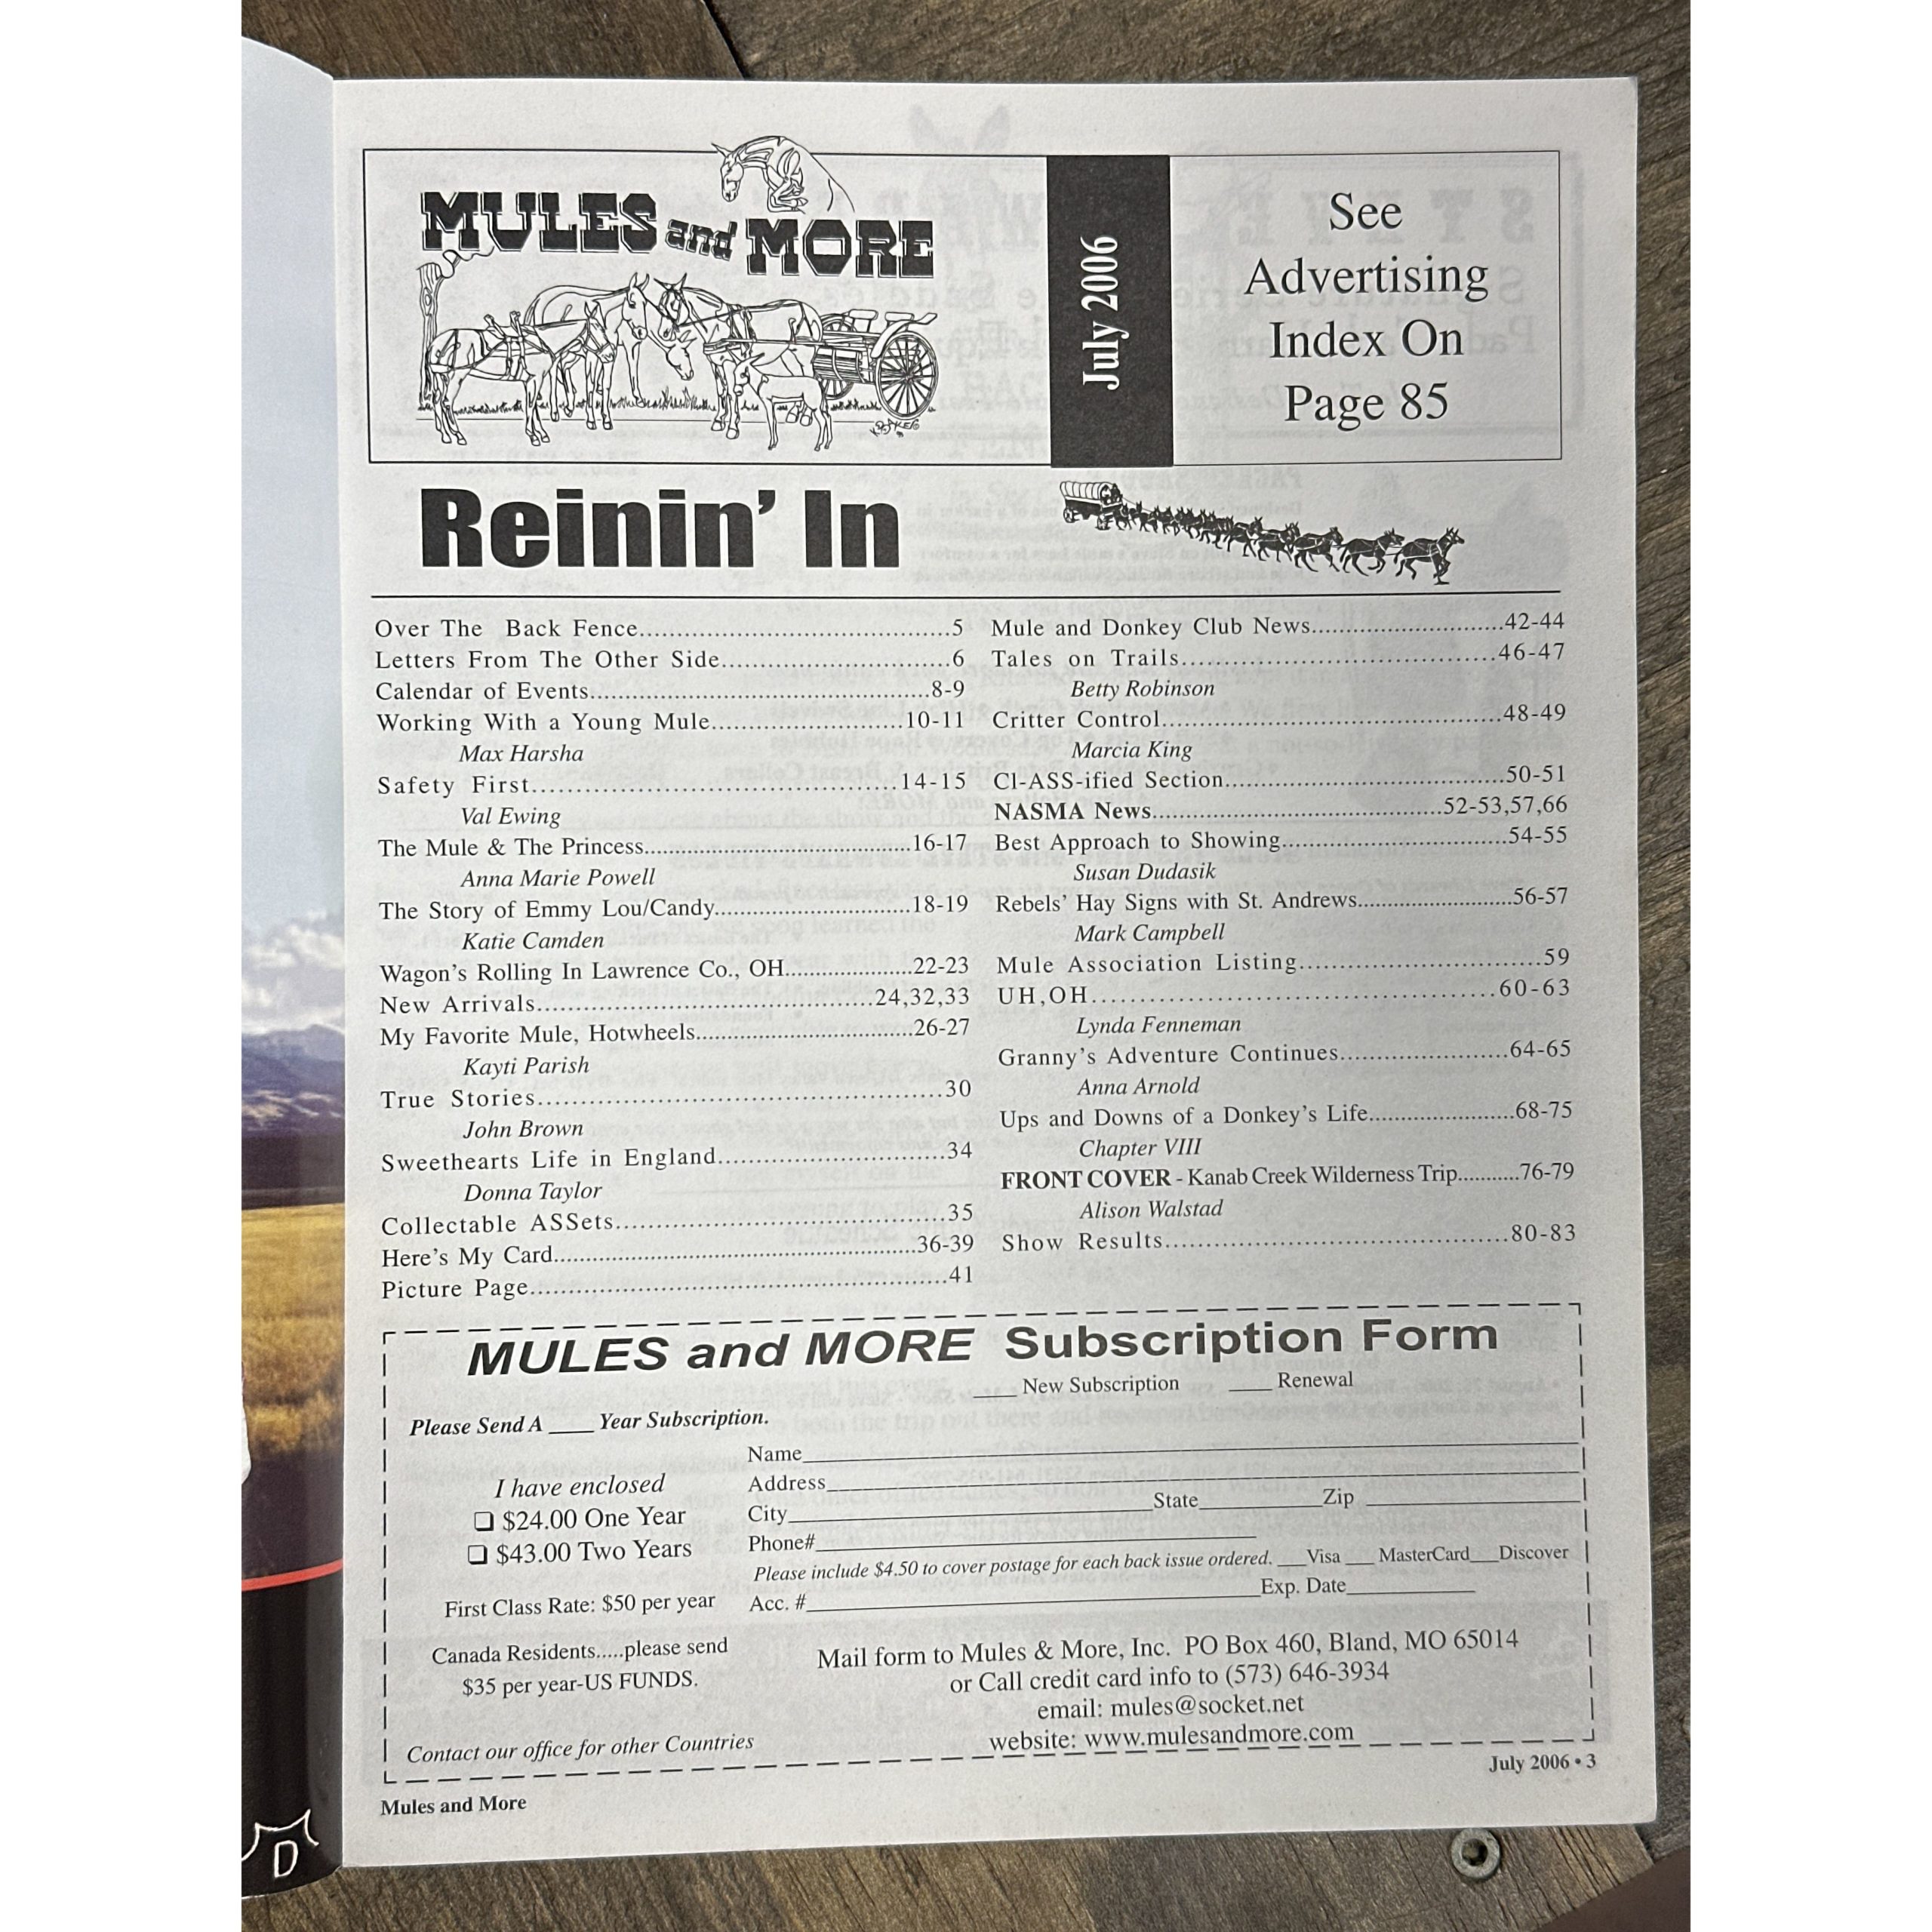 MULES and MORE
July 2006
See
Advertising
Index On
Page 85
Reinin' In
Over The Back Fence....................................................5
Letters From The Other Side....................................6
Calendar of Events....................................................8-9
Working With a Young Mule..............................10-11
Max Harsha
Safety First................................................14-15
Val Ewing
The Mule & The Princess..........................................16-17
Anna Marie Powell
The Story of Emmy Lou/Candy..............................18-19
Katie Camden
Wagon's Rolling In Lawrence Co., OH......................22-23
New Arrivals..................................................24,32,33
My Favorite Mule, Hotwheels....................................26-27
Kayti Parish
True Stories......................................................30
John Brown
Sweethearts Life in England..................................34
Donna Taylor
Collectable ASSets................................................35
Here's My Card..........................................................36-39
Picture Page......................................................41
Mule and Donkey Club News................................42-44
Tales on Trails..............................................46-47
Betty Robinson
Critter Control....................................................48-49
Marcia King
Cl-ASS-ified Section..............................................50-51
NASMA News................................................52-53,57,66
Best Approach to Showing......................................54-55
Susan Dudasik
Rebels' Hay Signs with St. Andrews..........................56-57
Mark Campbell
Mule Association Listing......................................59
UH,OH....................................................60-63
Lynda Fenneman
Granny's Adventure Continues..........................64-65
Anna Arnold
Ups and Downs of a Donkey's Life........................68-75
Chapter VIII
FRONT COVER - Kanab Creek Wilderness Trip...........76-79
Alison Walstad
Show Results..................................................80-83
MULES and MORE Subscription Form
____ New Subscription ____ Renewal
Please Send A ____ Year Subscription.
I have enclosed
❏ $24.00 One Year
❏ $43.00 Two Years
First Class Rate: $50 per year
Canada Residents.....please send
$35 per year-US FUNDS.
Contact our office for other Countries
Name____________________
Address____________________
City____________________State__________Zip __________
Phone#____________________
Please include $4.50 to cover postage for each back issue ordered. ___Visa ___ MasterCard___Discover
Acc. #____________________Exp. Date__________
Mail form to Mules & More, Inc. PO Box 460, Bland, MO 65014
or Call credit card info to (573) 646-3934
email: mules@socket.net
website: www.mulesandmore.com
July 2006 • 3
Mules and More
D